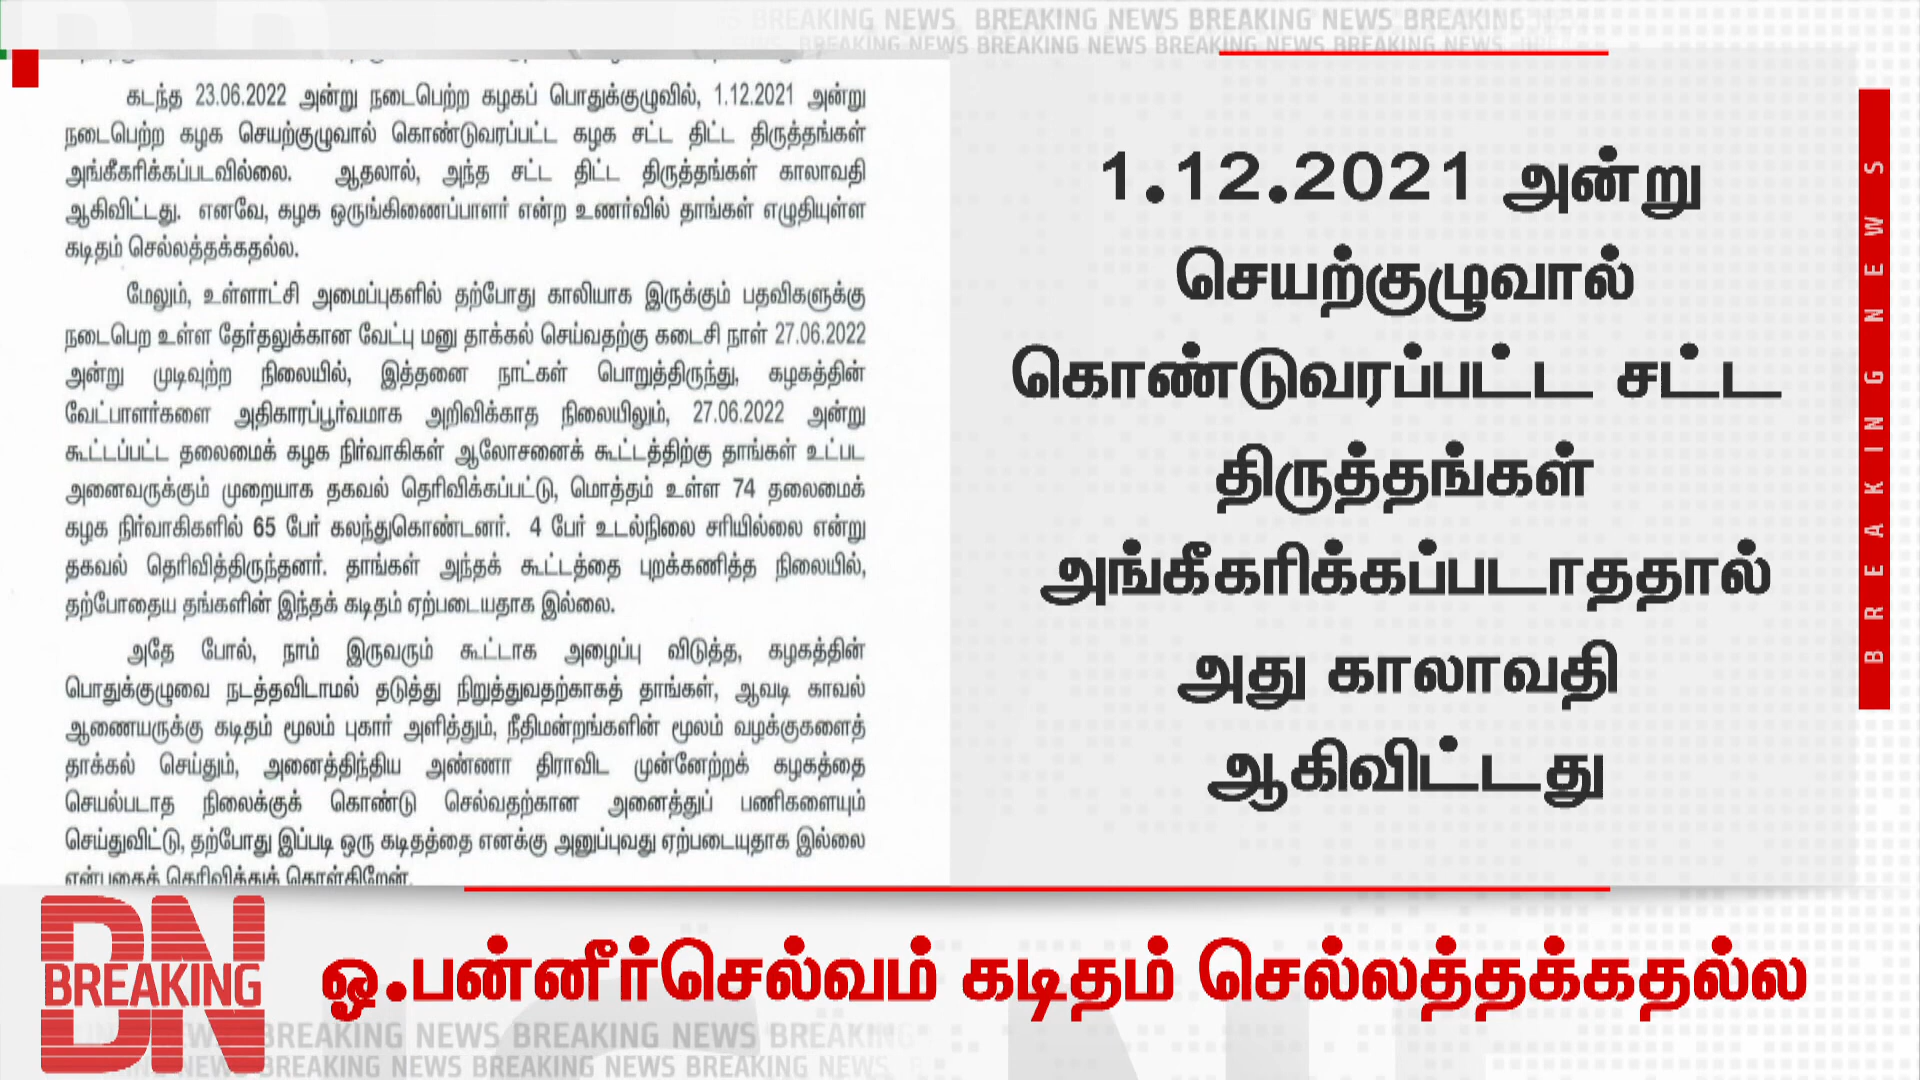 BREAKING NEWS BREAKING NEWS BREAKING NEWS BREAKING
BREAKING NEWS BREAKING NEWS BREAKING NEWS BREAKING NEWS
கடந்த 23.06.2022 அன்று நடைபெற்ற கழகப் பொதுக்குழுவில், 1.12.2021 அன்று
நடைபெற்ற கழக செயற்குழுவால் கொண்டுவரப்பட்ட கழக சட்ட திட்ட திருத்தங்கள்
அங்கீகரிக்கப்படவில்லை. ஆதலால், அந்த சட்ட திட்ட திருத்தங்கள் காலாவதி
ஆகிவிட்டது. எனவே, கழக ஒருங்கிணைப்பாளர் என்ற உணர்வில் தாங்கள் எழுதியுள்ள
கடிதம் செல்லத்தக்கதல்ல.
மேலும், உள்ளாட்சி அமைப்புகளில் தற்போது காலியாக இருக்கும் பதவிகளுக்கு
நடைபெற உள்ள தேர்தலுக்கான வேட்பு மனு தாக்கல் செய்வதற்கு கடைசி நாள் 27.06.2022
அன்று முடிவுற்ற நிலையில், இத்தனை நாட்கள் பொறுத்திருந்து, கழகத்தின்
வேட்பாளர்களை அதிகாரப்பூர்வமாக அறிவிக்காத நிலையிலும், 27.06.2022 அன்று
கூட்டப்பட்ட தலைமைக் கழக நிர்வாகிகள் ஆலோசனைக் கூட்டத்திற்கு தாங்கள் உட்பட
அனைவருக்கும் முறையாக தகவல் தெரிவிக்கப்பட்டு, மொத்தம் உள்ள 74 தலைமைக்
கழக நிர்வாகிகளில் 65 பேர் கலந்துகொண்டனர். 4 பேர் உடல்நிலை சரியில்லை என்று
தகவல் தெரிவித்திருந்தனர். தாங்கள் அந்தக் கூட்டத்தை புறக்கணித்த நிலையில்,
தற்போதைய தங்களின் இந்தக் கடிதம் ஏற்புடையதாக இல்லை.
அதே போல், நாம் இருவரும் கூட்டாக அழைப்பு விடுத்த, கழகத்தின்
பொதுக்குழுவை நடத்தவிடாமல் தடுத்து நிறுத்துவதற்காகத் தாங்கள், ஆவடி காவல்
ஆணையருக்கு கடிதம் மூலம் புகார் அளித்தும், நீதிமன்றங்களின் மூலம் வழக்குகளைத்
தாக்கல் செய்தும், அனைத்திந்திய அண்ணா திராவிட முன்னேற்றக் கழகத்தை
செயல்படாத நிலைக்குக் கொண்டு செல்வதற்கான அனைத்துப் பணிகளையும்
செய்துவிட்டு, தற்போது இப்படி ஒரு கடிதத்தை எனக்கு அனுப்புவது ஏற்புடையதாக இல்லை
என்பதைத் தெரிவித்துக் கொள்கிறேன்.
1.12.2021 அன்று
செயற்குழுவால்
கொண்டுவரப்பட்ட சட்ட
திருத்தங்கள்
அங்கீகரிக்கப்படாததால்
அது காலாவதி
ஆகிவிட்டது
BREAKING NEWS
BN
BREAKING
ஓ.பன்னீர்செல்வம் கடிதம் செல்லத்தக்கதல்ல
BREAKING NEWS BREAKING NEWS BREAKING
BREAKING NEWS BREAKING NEWS BREAKING NEWS